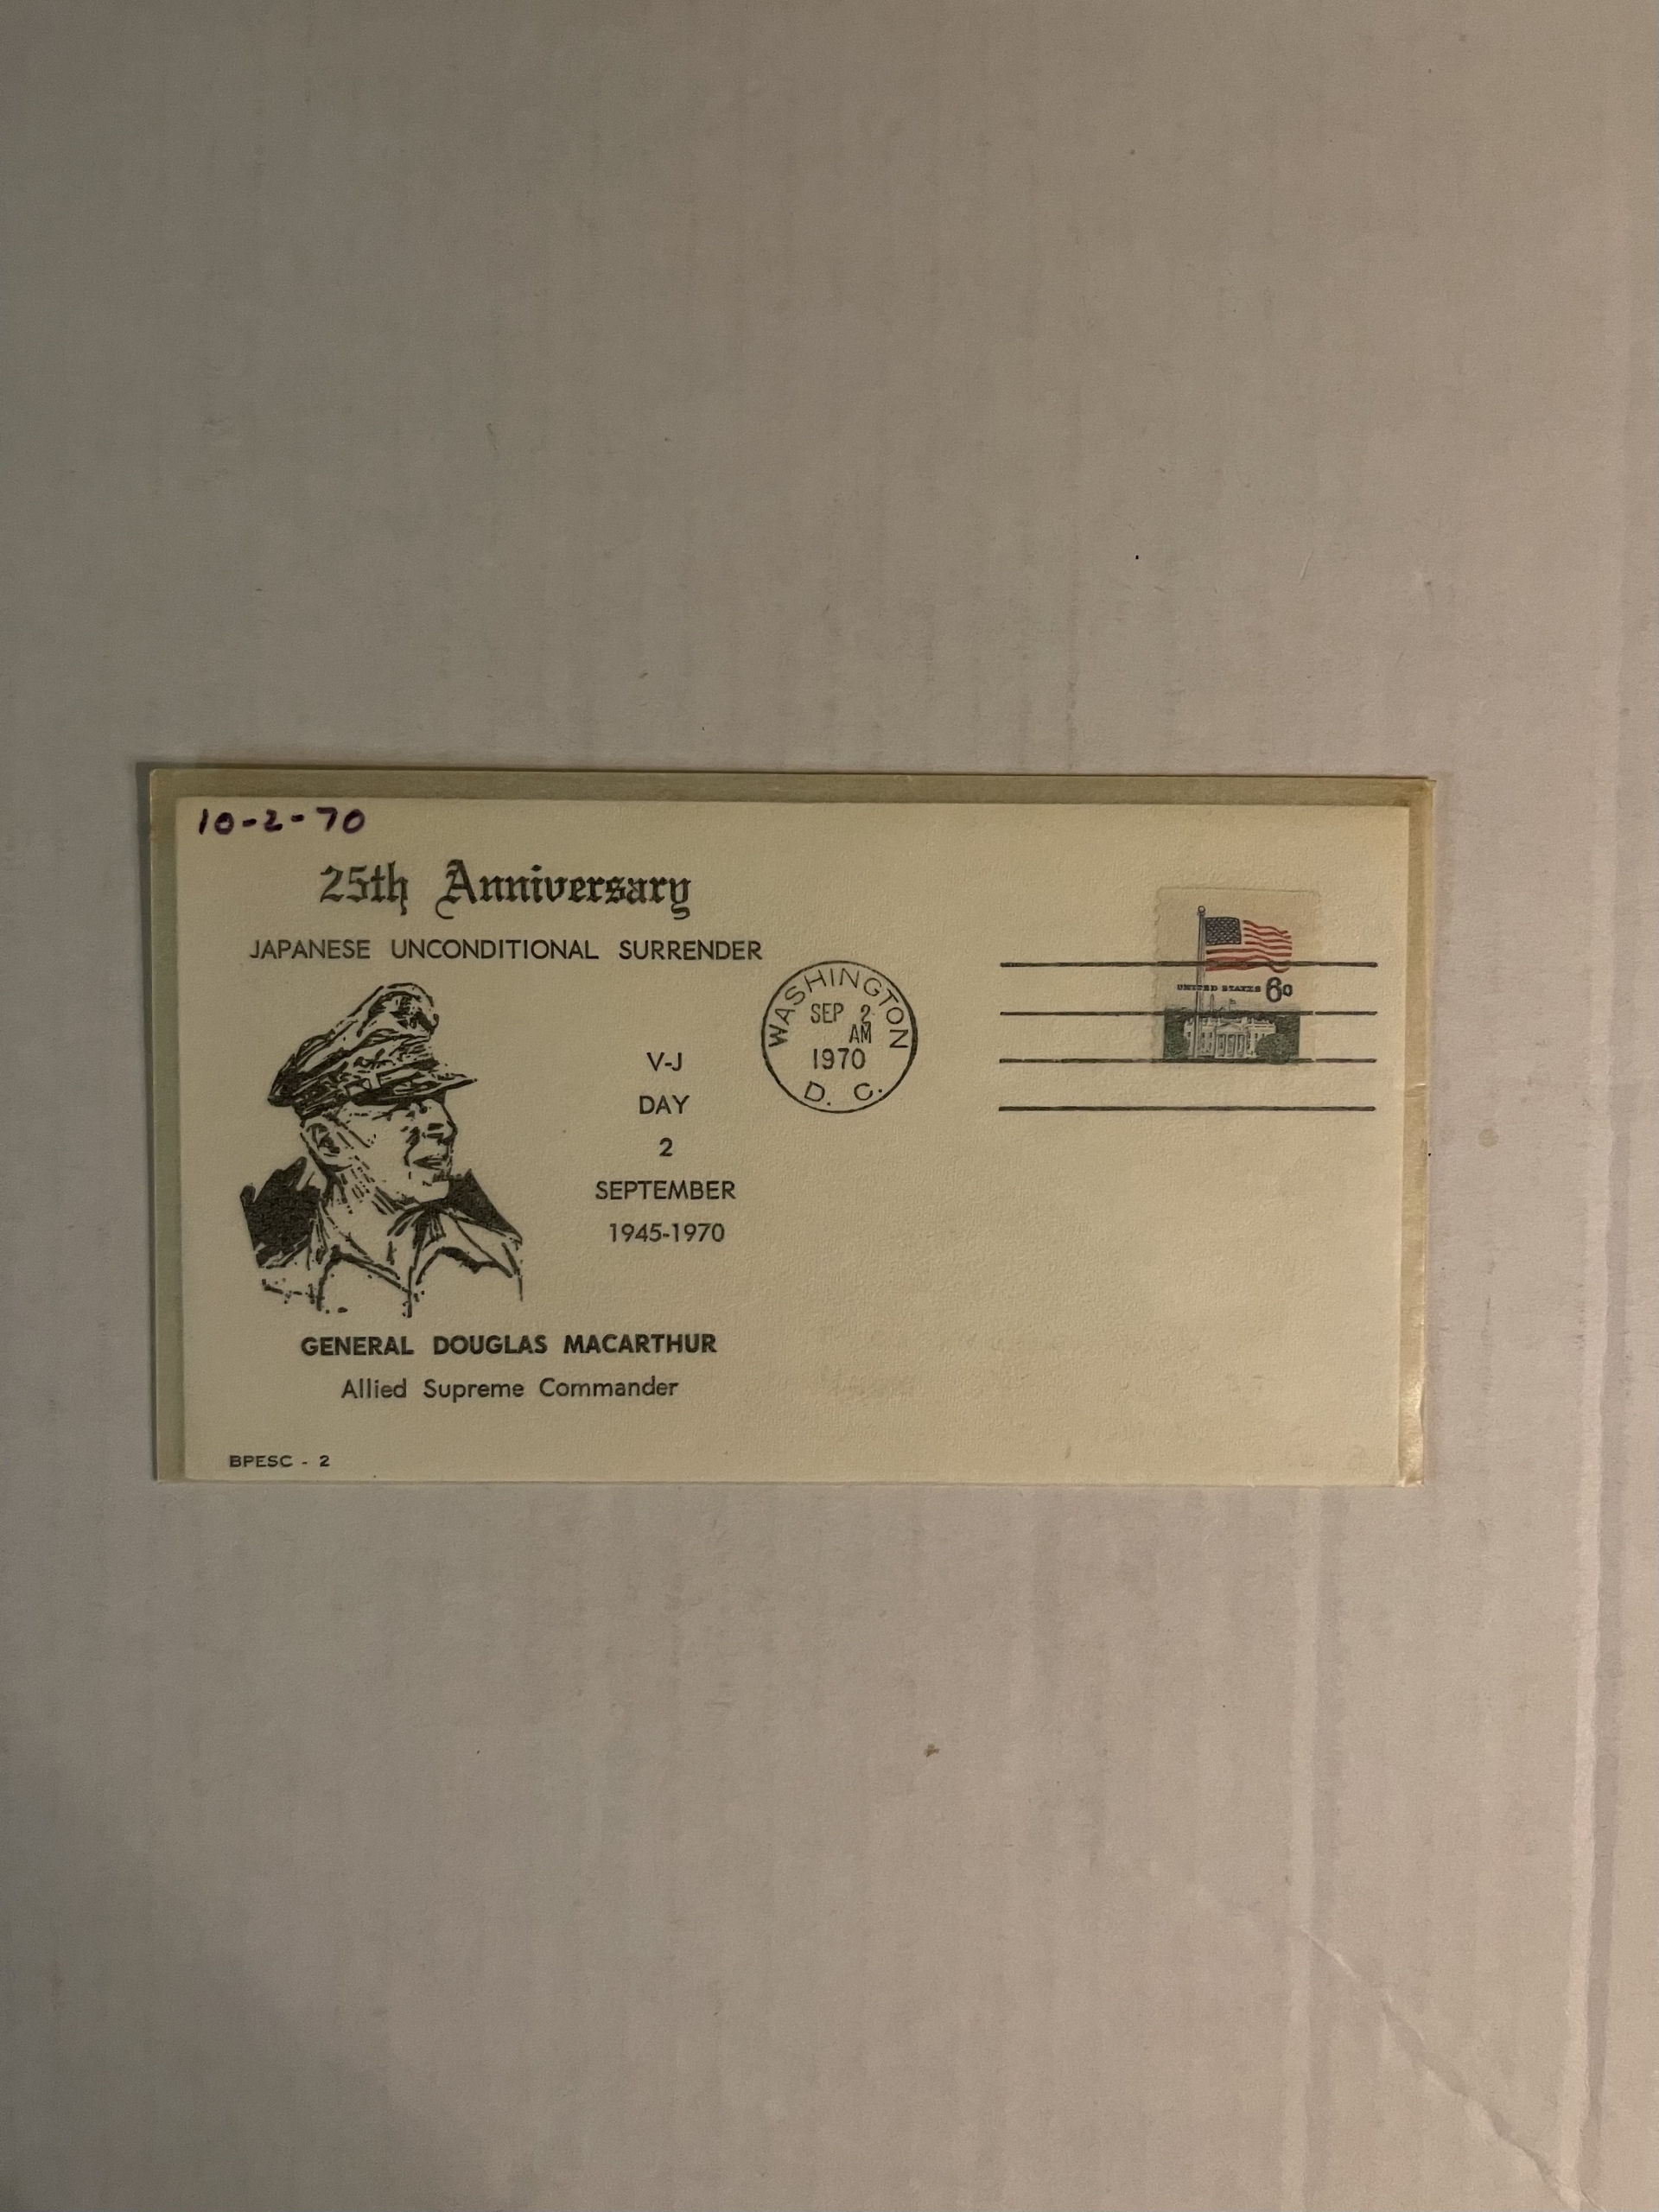 10-2-70
25th Anniversary
JAPANESE UNCONDITIONAL SURRENDER
V-J
DAY
2
SEPTEMBER
1945-1970
GENERAL DOUGLAS MACARTHUR
Allied Supreme Commander
BPESC - 2
WASHINGTON
SEP 2
AM
1970
D. C.
UNITED STATES 6c